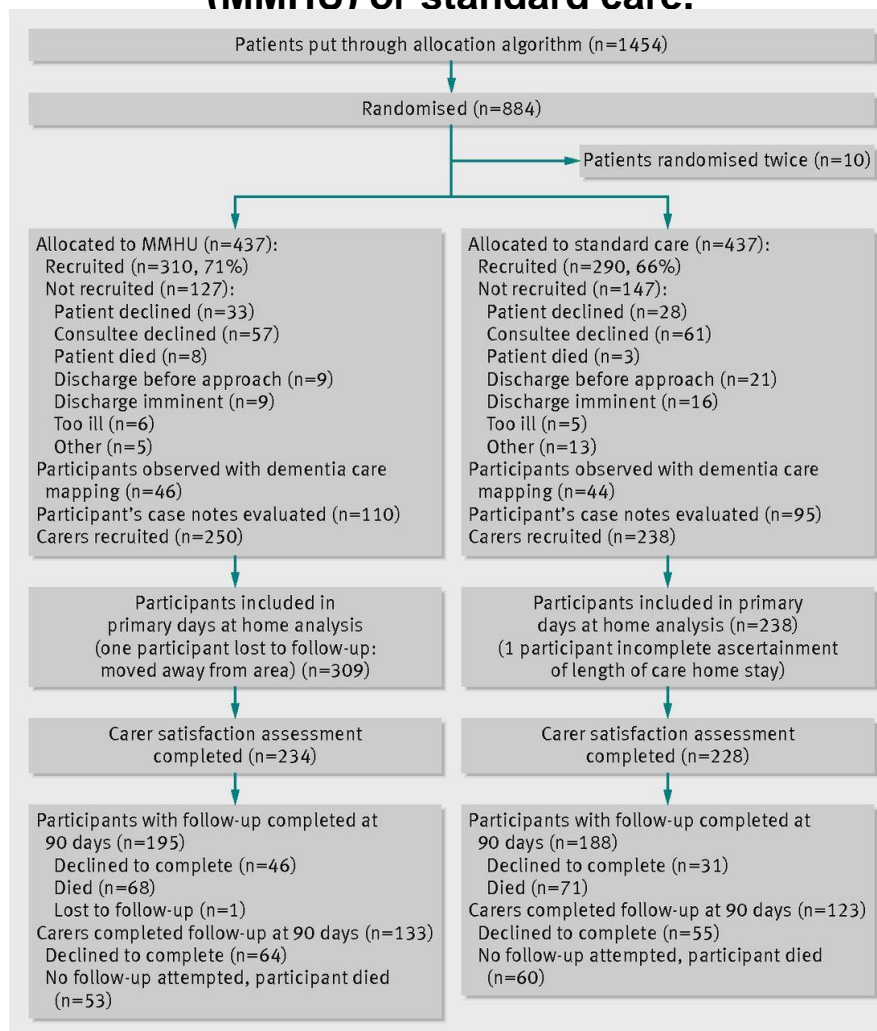 (MMHU) or standard care.
Patients put through allocation algorithm (n=1454)
Randomised (n=884)
Patients randomised twice (n=10)
Allocated to MMHU (n=437):
Recruited (n=310, 71%)
Not recruited (n=127):
Patient declined (n=33)
Consultee declined (n=57)
Patient died (n=8)
Discharge before approach (n=9)
Discharge imminent (n=9)
Too ill (n=6)
Other (n=5)
Participants observed with dementia care
mapping (n=46)
Participant's case notes evaluated (n=110)
Carers recruited (n=250)
Allocated to standard care (n=437):
Recruited (n=290, 66%)
Not recruited (n=147):
Patient declined (n=28)
Consultee declined (n=61)
Patient died (n=3)
Discharge before approach (n=21)
Discharge imminent (n=16)
Too ill (n=5)
Other (n=13)
Participants observed with dementia care
mapping (n=44)
Participant's case notes evaluated (n=95)
Carers recruited (n=238)
Participants included in
primary days at home analysis
(one participant lost to follow-up:
moved away from area) (n=309)
Participants included in primary
days at home analysis (n=238)
(1 participant incomplete ascertainment
of length of care home stay)
Carer satisfaction assessment
completed (n=234)
Carer satisfaction assessment
completed (n=228)
Participants with follow-up completed at
90 days (n=195)
Declined to complete (n=46)
Died (n=68)
Lost to follow-up (n=1)
Carers completed follow-up at 90 days (n=133)
Declined to complete (n=64)
No follow-up attempted, participant died
(n=53)
Participants with follow-up completed at
90 days (n=188)
Declined to complete (n=31)
Died (n=71)
Carers completed follow-up at 90 days (n=123)
Declined to complete (n=55)
No follow-up attempted, participant died
(n=60)